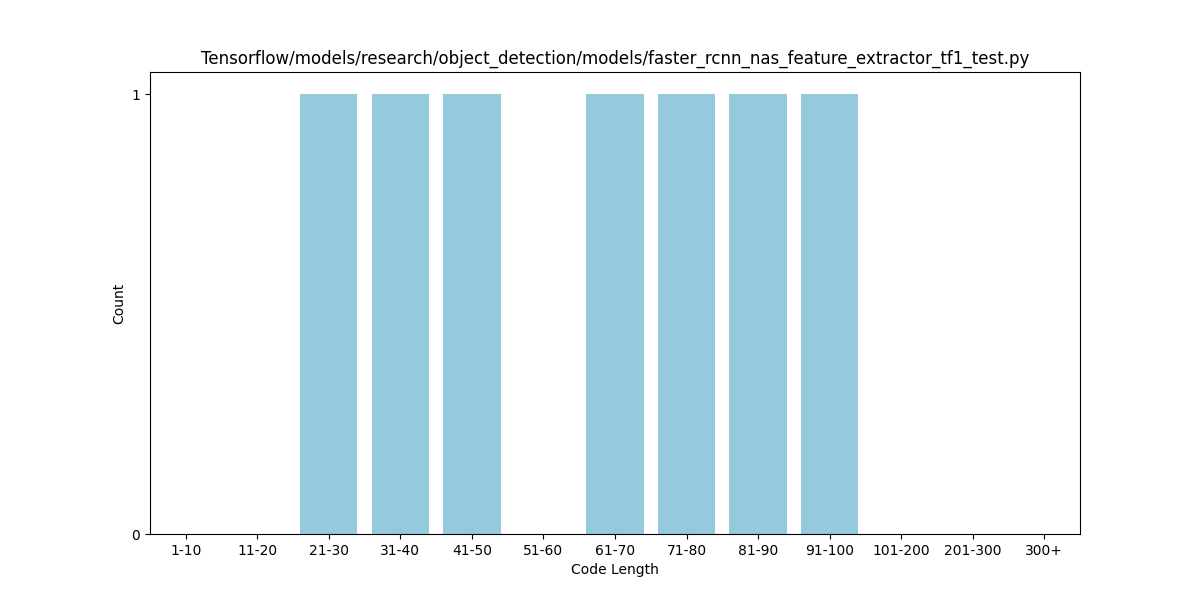 Tensorflow/models/research/object_detection/models/faster_rcnn_nas_feature_extractor_tf1_test.py
1
Count
0
1-10 11-20 21-30 31-40 41-50 51-60 61-70 71-80 81-90 91-100 101-200 201-300 300+
Code Length